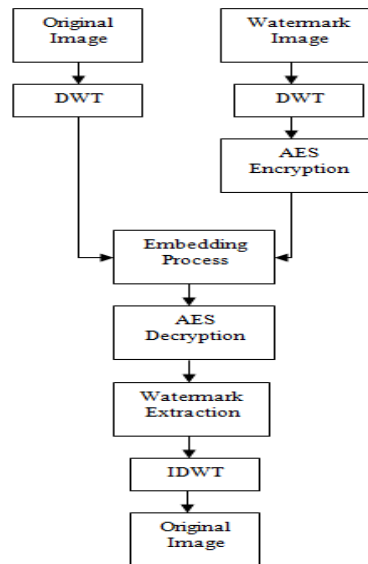 Original
Image
Watermark
Image
DWT
DWT
AES
Encryption
Embedding
Process
AES
Decryption
Watermark
Extraction
IDWT
Original
Image